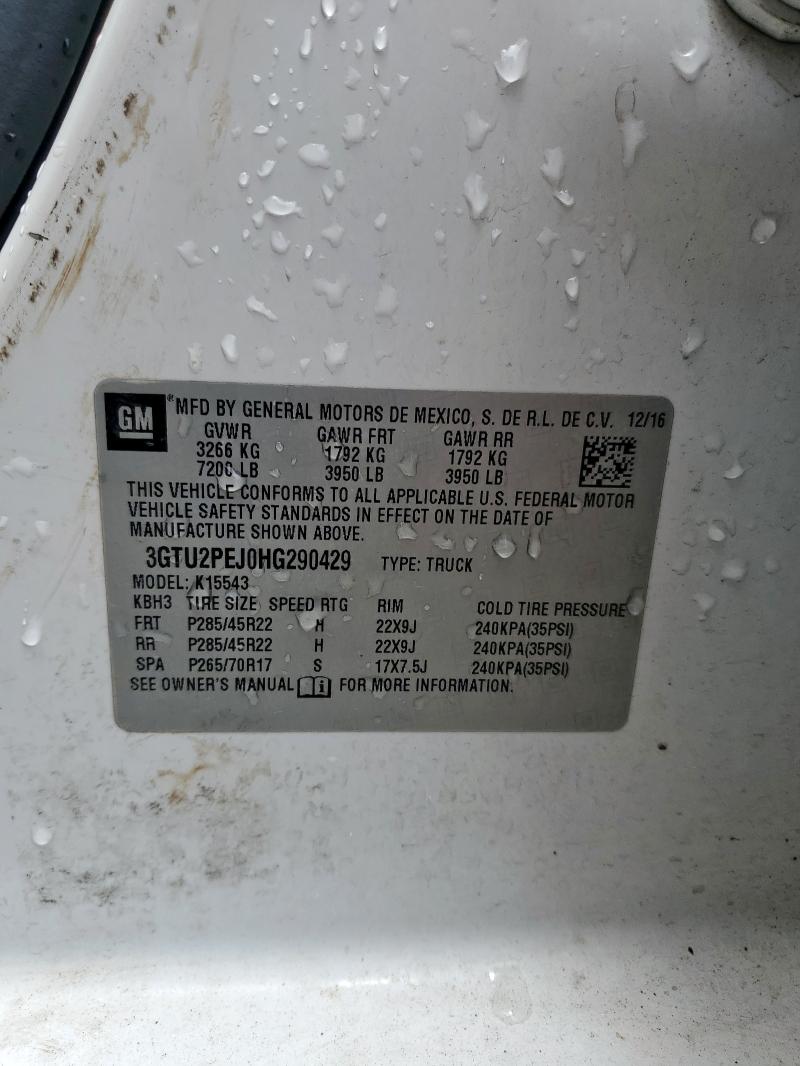 GM
®MFD BY GENERAL MOTORS DE MEXICO, S. DE R.L. DE C.V. 12/16
GVWR GAWR FRT GAWR RR
3266 KG 1792 KG 1792 KG
7200 LB 3950 LB 3950 LB
THIS VEHICLE CONFORMS TO ALL APPLICABLE U.S. FEDERAL MOTOR
VEHICLE SAFETY STANDARDS IN EFFECT ON THE DATE OF
MANUFACTURE SHOWN ABOVE.
3GTU2PEJ0HG290429 TYPE: TRUCK
MODEL: K15543
KBH3 TIRE SIZE SPEED RTG RIM COLD TIRE PRESSURE
FRT P285/45R22 H 22X9J 240KPA(35PSI)
RR P285/45R22 H 22X9J 240KPA(35PSI)
SPA P265/70R17 S 17X7.5J 240KPA(35PSI)
SEE OWNER'S MANUAL FOR MORE INFORMATION.